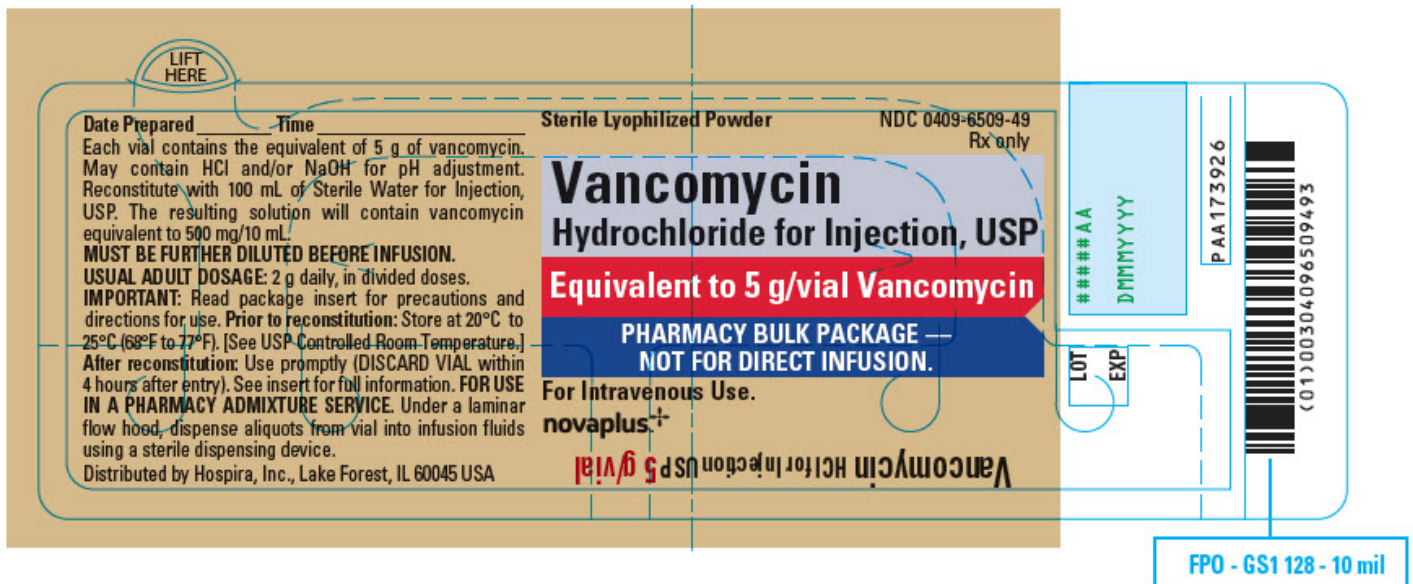 LIFT
HERE
Date Prepared Time
Each vial contains the equivalent of 5 g of vancomycin.
May contain HCl and/or NaOH for pH adjustment.
Reconstitute with 100 mL of Sterile Water for Injection,
USP. The resulting solution will contain vancomycin
equivalent to 500 mg/10 mL.
MUST BE FURTHER DILUTED BEFORE INFUSION.
USUAL ADULT DOSAGE: 2 g daily, in divided doses.
IMPORTANT: Read package insert for precautions and
directions for use. Prior to reconstitution: Store at 20°C to
25°C (68°F to 77°F). [See USP Controlled Room Temperature.]
After reconstitution: Use promptly (DISCARD VIAL within
4 hours after entry). See insert for full information. FOR USE
IN A PHARMACY ADMIXTURE SERVICE. Under a laminar
flow hood, dispense aliquots from vial into infusion fluids
using a sterile dispensing device.
Distributed by Hospira, Inc., Lake Forest, IL 60045 USA
Sterile Lyophilized Powder NDC 0409-6509-49
Rx only
Vancomycin
Hydrochloride for Injection, USP
Equivalent to 5 g/vial Vancomycin
PHARMACY BULK PACKAGE —
NOT FOR DIRECT INFUSION.
For Intravenous Use.
novaplus
Vancomycin HCl for Injection USP 5 g/vial
#####AA
DMMMYYYY
LOT
EXP
PAA173926
(01)00304096509493
FPO - GS1 128 - 10 mil